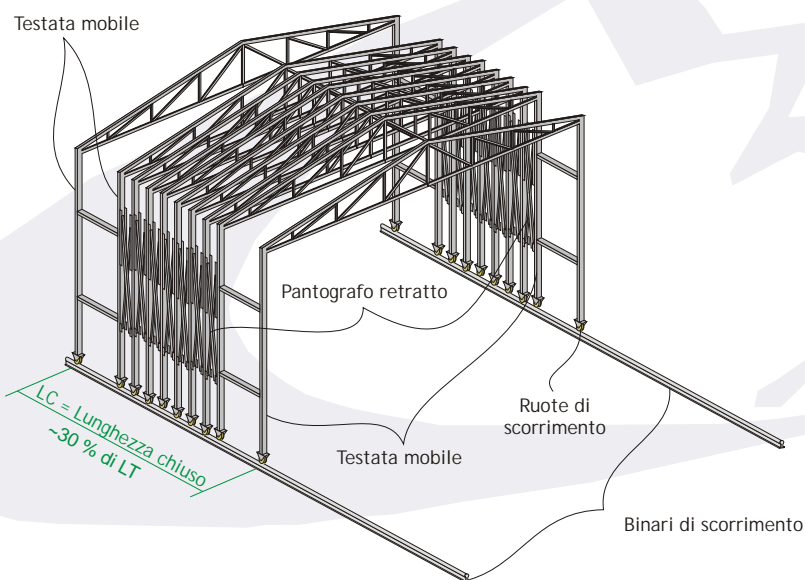 Testata mobile
Pantografo retratto
LC = Lunghezza chiuso
~30 % di LT
Ruote di
scorrimento
Testata mobile
Binari di scorrimento